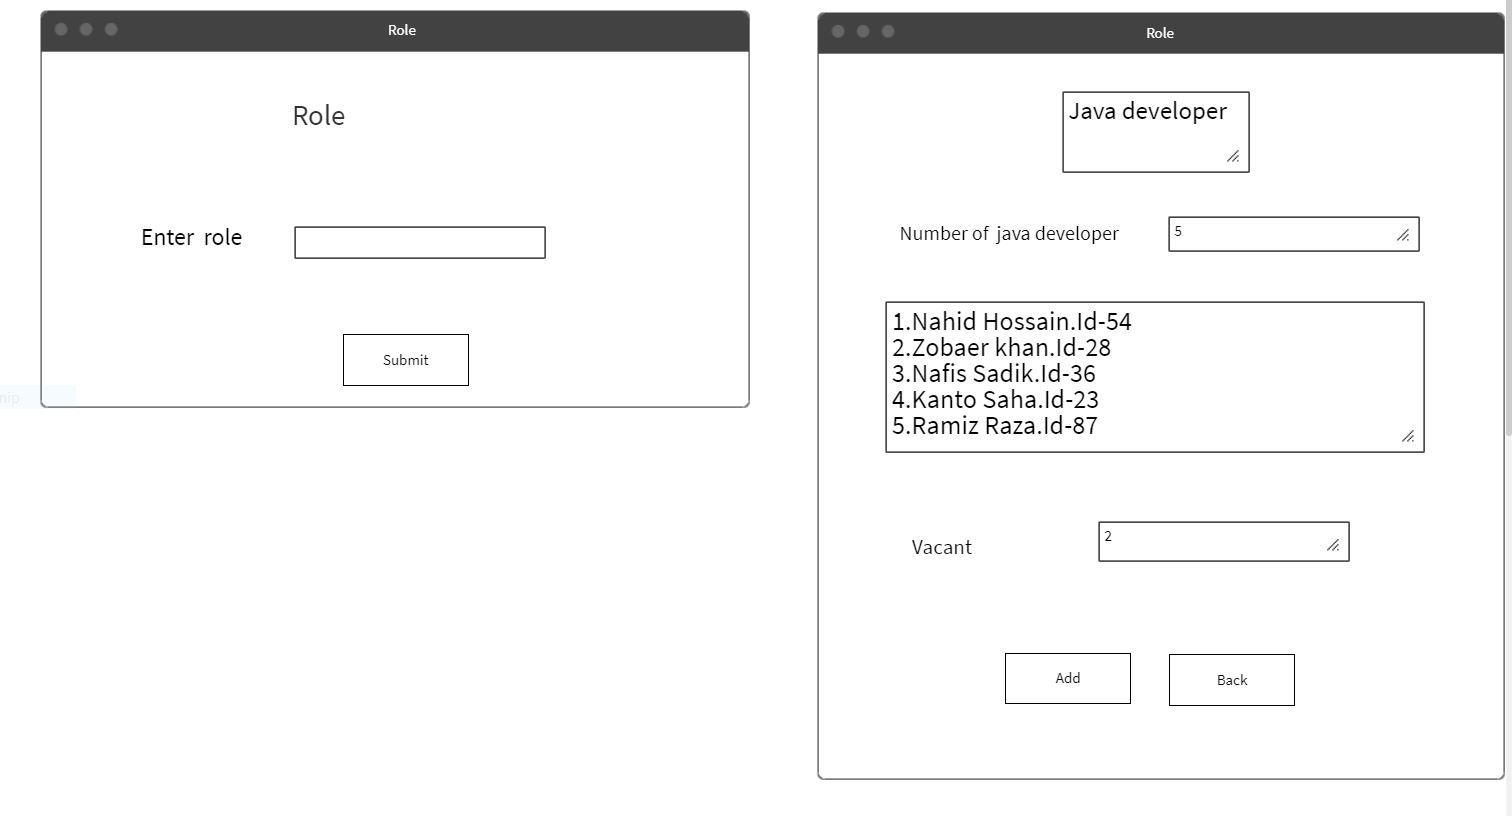 Role
Role
Enter role
Submit
Role
Java developer
Number of java developer
5
1.Nahid Hossain.Id-54
2.Zobaer khan.Id-28
3.Nafis Sadik.Id-36
4.Kanto Saha.Id-23
5.Ramiz Raza.Id-87
Vacant
2
Add
Back